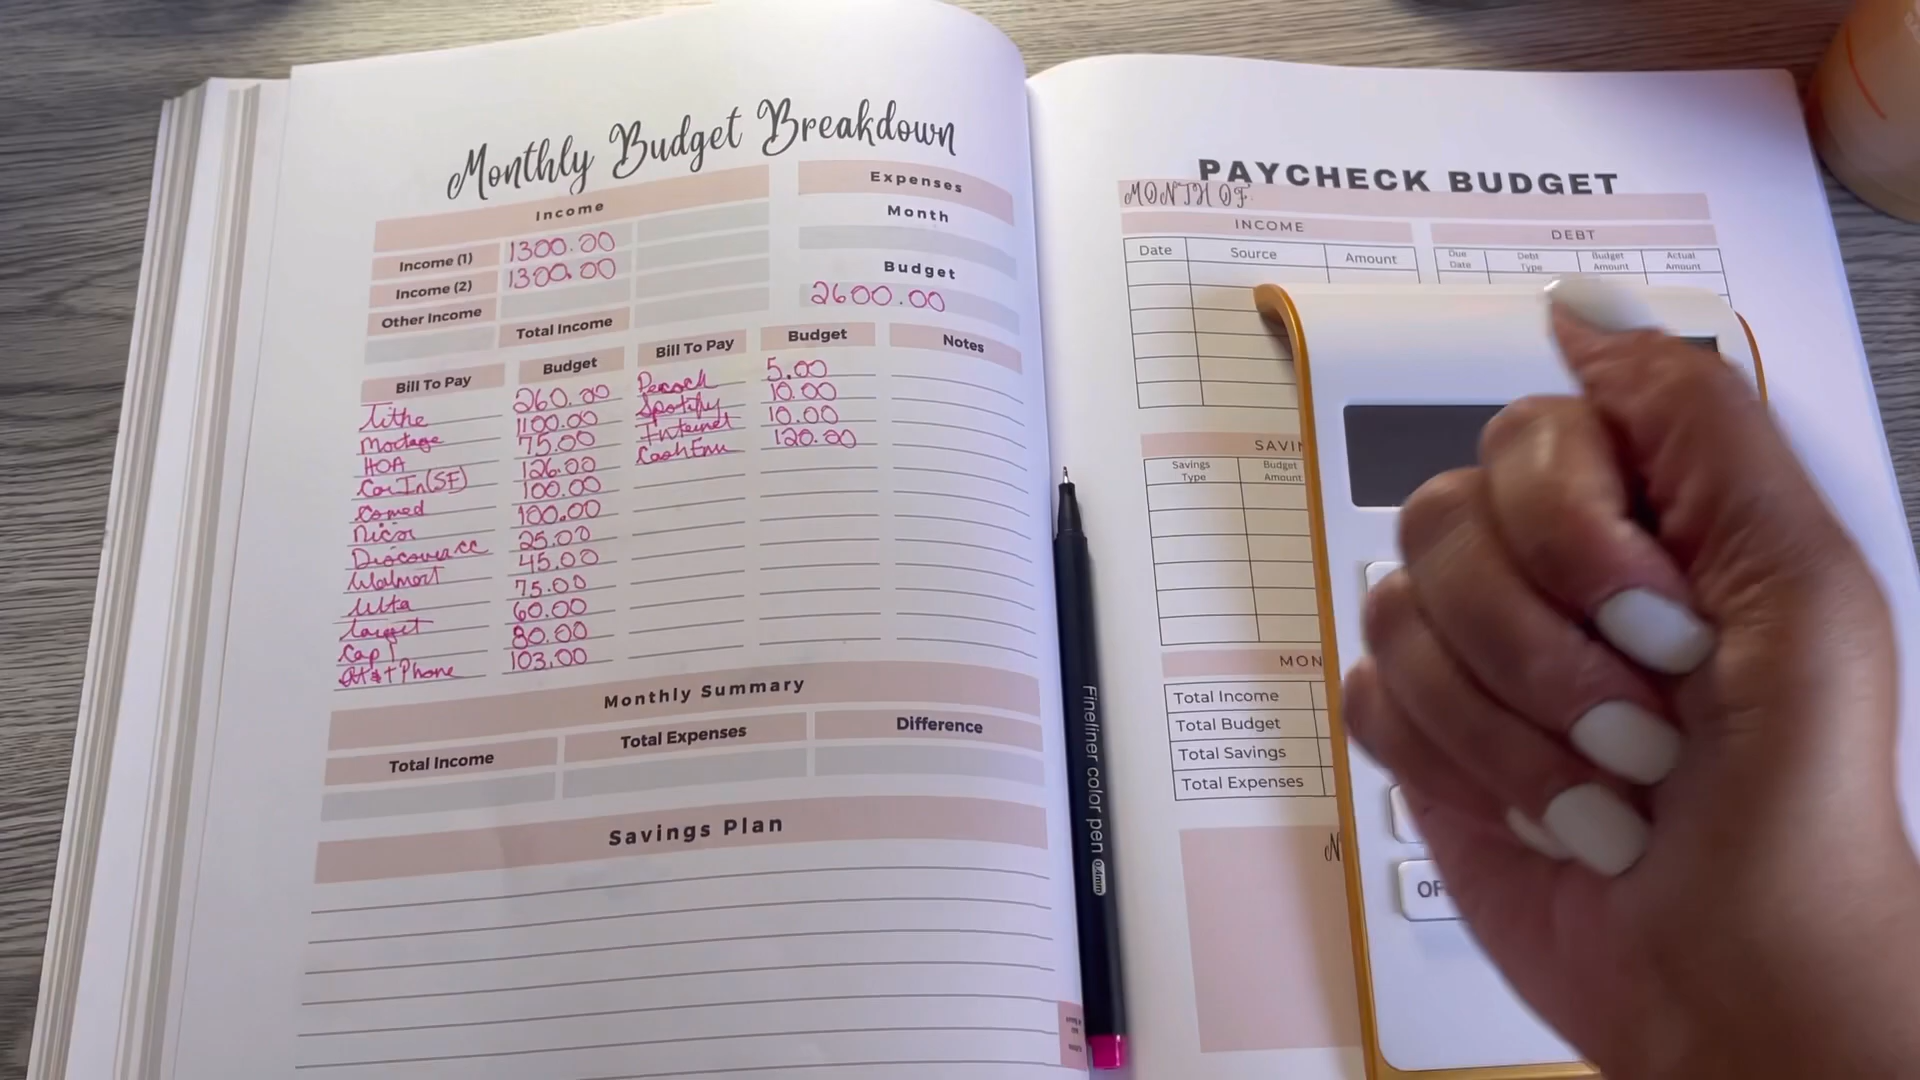 Monthly Budget Breakdown
Income
Income (1) 1300.00
Income (2) 1300.00
Other Income
Total Income
Expenses
Month
Budget
2600.00
Bill To Pay Budget Bill To Pay Budget Notes
Tithe 260.00
Mortage 1100.00
HOA 75.00
Car In(SF) 126.00
Comed 100.00
Nicor 100.00
Discover cc 25.00
Walmart 45.00
Ulta 75.00
Target 60.00
Cap 1 80.00
At&t Phone 103.00
Peacock 5.00
Spotify 10.00
Internet 10.00
Cash Env 120.00
Monthly Summary
Total Income Total Expenses Difference
Savings Plan
Fineliner color pen 0.4mm
PAYCHECK BUDGET
MONTH OF:
INCOME
Date Source Amount
DEBT
Due Date Debt Type Budget Amount Actual Amount
Savings Type Budget Amount
Total Income
Total Budget
Total Savings
Total Expenses